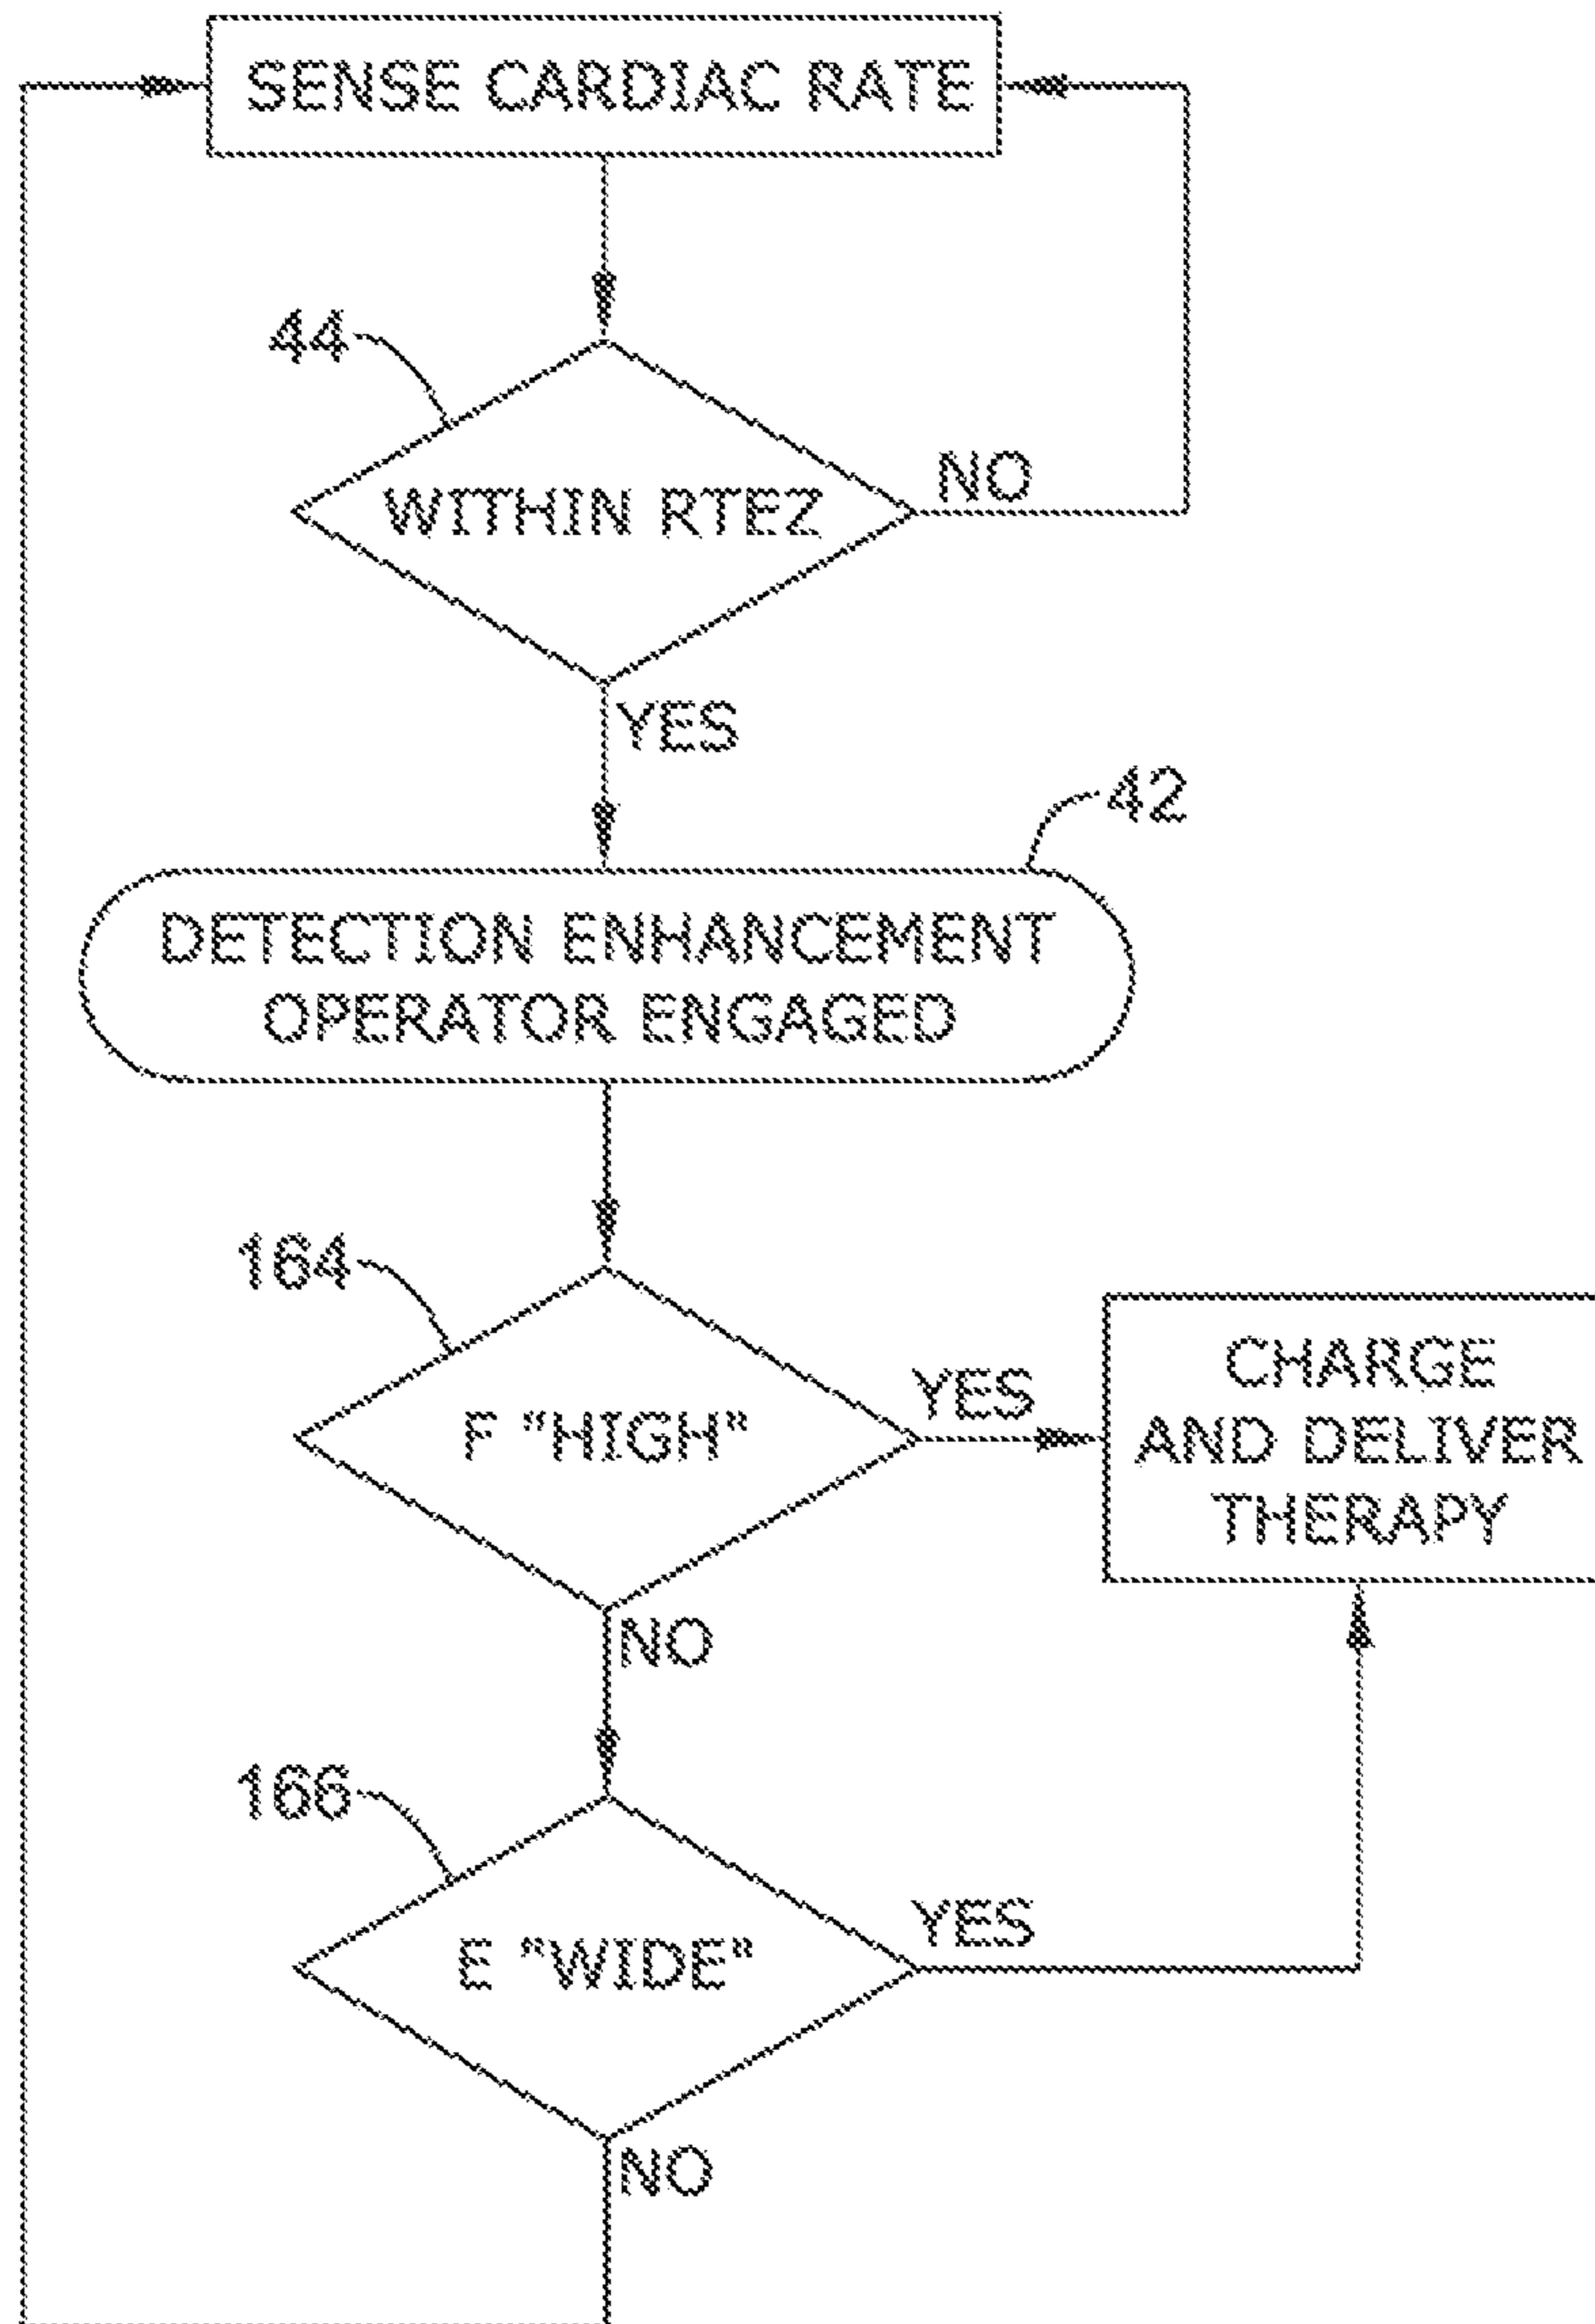 SENSE CARDIAC RATE
44
WITHIN RTEZ
NO
YES
42
DETECTION ENHANCEMENT
OPERATOR ENGAGED
164
F "HIGH"
YES
CHARGE
AND DELIVER
THERAPY
NO
166
E "WIDE"
YES
NO